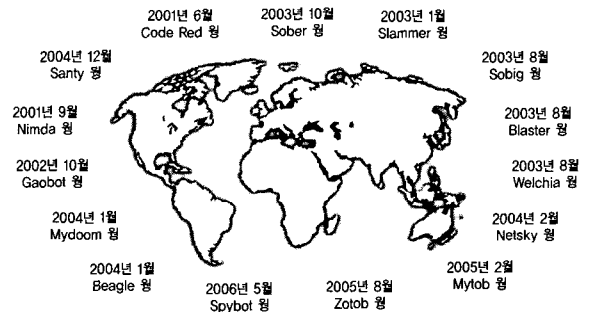 2001년 6월
Code Red 웜
2003년 10월
Sober 웜
2003년 1월
Slammer 웜
2004년 12월
Santy 웜
2003년 8월
Sobig 웜
2001년 9월
Nimda 웜
2003년 8월
Blaster 웜
2002년 10월
Gaobot 웜
2003년 8월
Welchia 웜
2004년 1월
Mydoom 웜
2004년 2월
Netsky 웜
2004년 1월
Beagle 웜
2005년 2월
Mytob 웜
2006년 5월
Spybot 웜
2005년 8월
Zotob 웜